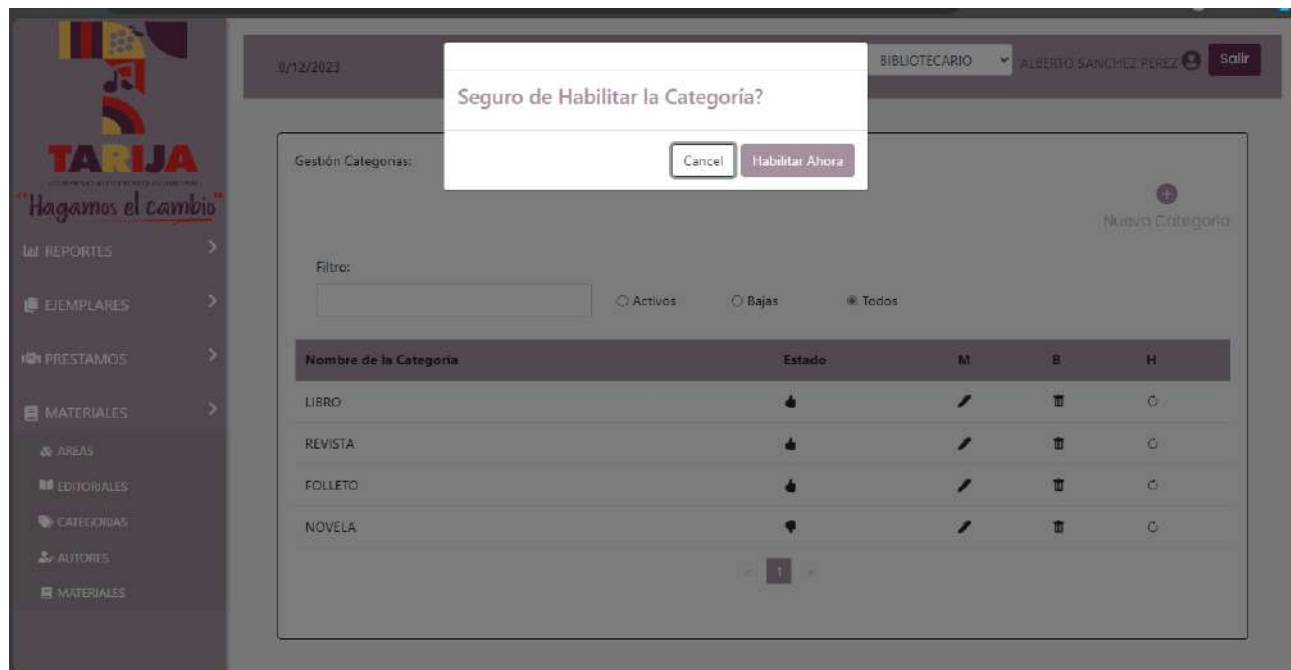 TARIJA
"Hagamos el cambio"
REPORTES
EJEMPLARES
PRESTAMOS
MATERIALES
AREAS
EDITORIALES
CATEGORIAS
AUTORES
MATERIALES
8/12/2023
BIBLIOTECARIO
ALBERTO SANCHEZ PEREZ
Salir
Seguro de Habilitar la Categoría?
Cancel Habilitar Ahora
Gestión Categorias:
Nueva Categoria
Filtro:
Activos Bajas Todos
Nombre de la Categoria Estado M B H
LIBRO
REVISTA
FOLLETO
NOVELA
« 1 »